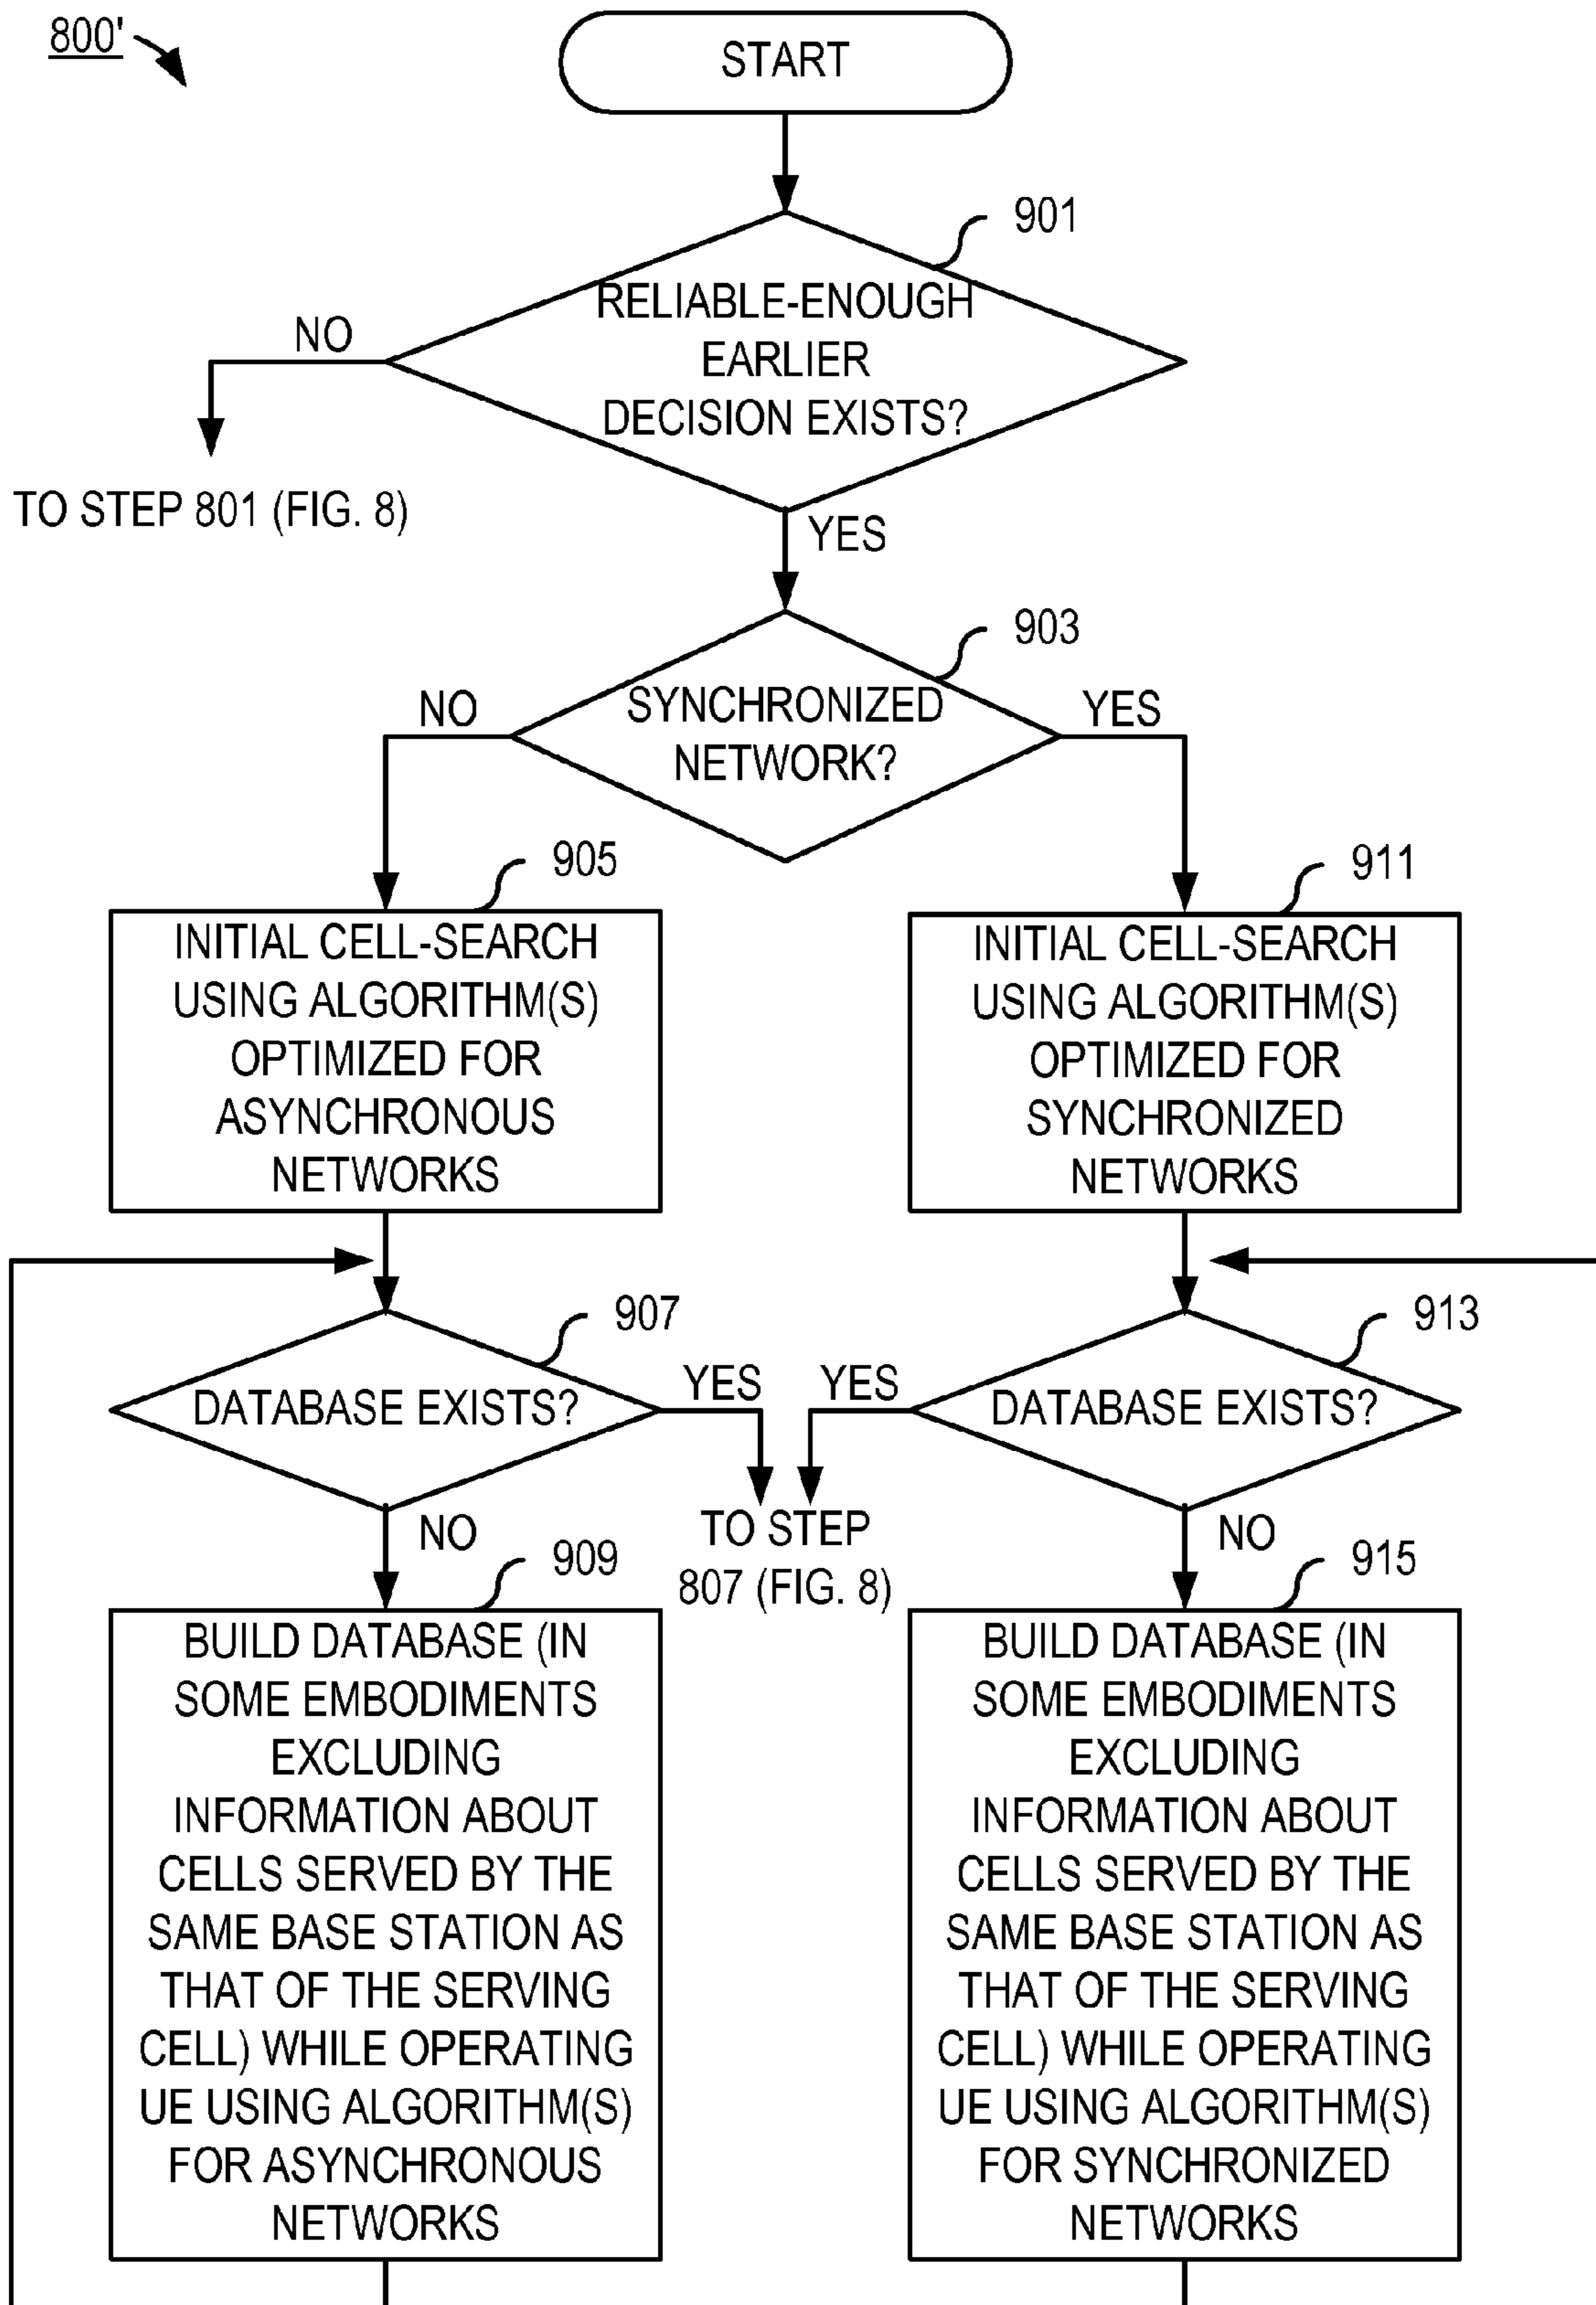 800'
START
901
RELIABLE-ENOUGH
EARLIER
DECISION EXISTS?
NO
TO STEP 801 (FIG. 8)
YES
903
SYNCHRONIZED
NETWORK?
NO
YES
905
INITIAL CELL-SEARCH
USING ALGORITHM(S)
OPTIMIZED FOR
ASYNCHRONOUS
NETWORKS
911
INITIAL CELL-SEARCH
USING ALGORITHM(S)
OPTIMIZED FOR
SYNCHRONIZED
NETWORKS
907
DATABASE EXISTS?
YES
913
DATABASE EXISTS?
YES
TO STEP
807 (FIG. 8)
NO
909
BUILD DATABASE (IN
SOME EMBODIMENTS
EXCLUDING
INFORMATION ABOUT
CELLS SERVED BY THE
SAME BASE STATION AS
THAT OF THE SERVING
CELL) WHILE OPERATING
UE USING ALGORITHM(S)
FOR ASYNCHRONOUS
NETWORKS
NO
915
BUILD DATABASE (IN
SOME EMBODIMENTS
EXCLUDING
INFORMATION ABOUT
CELLS SERVED BY THE
SAME BASE STATION AS
THAT OF THE SERVING
CELL) WHILE OPERATING
UE USING ALGORITHM(S)
FOR SYNCHRONIZED
NETWORKS